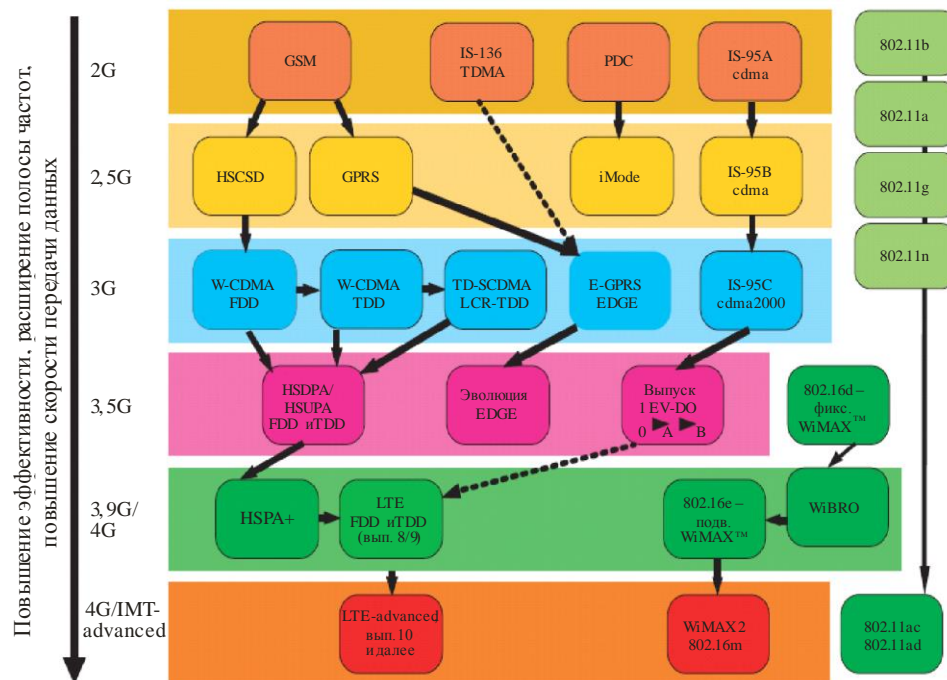 Повышение эффективности, расширение полосы частот,
повышение скорости передачи данных
2G
GSM
IS-136
TDMA
PDC
IS-95A
cdma
802.11b
802.11a
2,5G
HSCSD
GPRS
iMode
IS-95B
cdma
802.11g
802.11n
3G
W-CDMA
FDD
W-CDMA
TDD
TD-SCDMA
LCR-TDD
E-GPRS
EDGE
IS-95C
cdma2000
3,5G
HSDPA/
HSUPA
FDD иTDD
Эволюция
EDGE
Выпуск
1 EV-DO
0 ► A ► B
802.16d–
фикс.
WiMAX™
3,9G/
4G
HSPA+
LTE
FDD иTDD
(вып. 8/9)
802.16e –
подв.
WiMAX™
WiBRO
4G/IMT-
advanced
LTE-advanced
вып. 10
и далее
WiMAX 2
802.16m
802.11ac
802.11ad